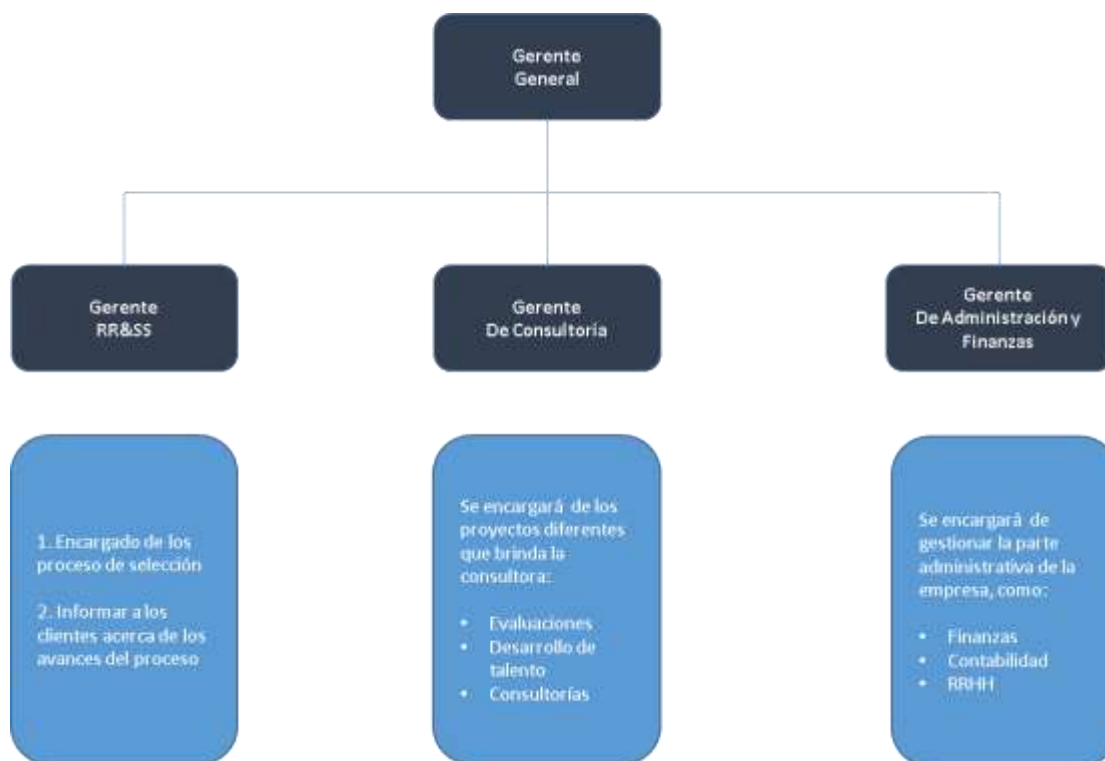 Gerente
General
Gerente
RR&SS
Gerente
De Consultoría
Gerente
De Administración y
Finanzas
1. Encargado de los
proceso de selección
2. Informar a los
clientes acerca de los
avances del proceso
Se encargará de los
proyectos diferentes
que brinda la
consultora:
• Evaluaciones
• Desarrollo de
talento
• Consultorías
Se encargará de
gestionar la parte
administrativa de la
empresa, como:
• Finanzas
• Contabilidad
• RRHH